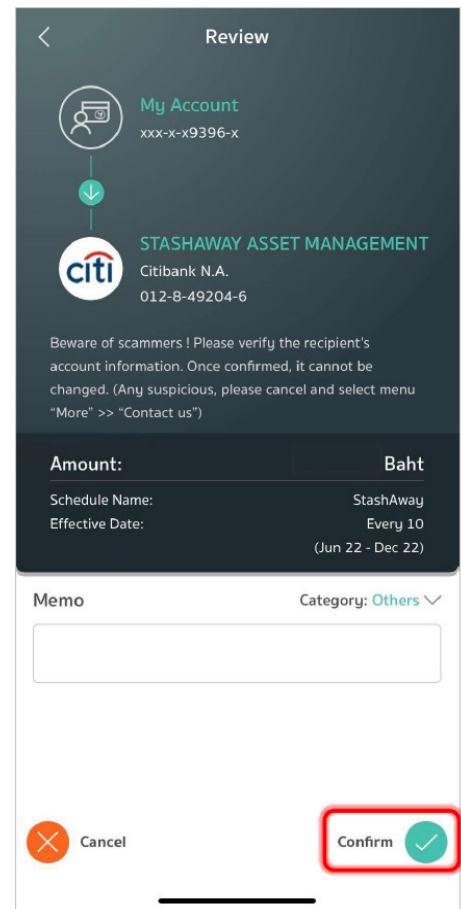 Review
My Account
xxx-x-x9396-x
citi
STASHAWAY ASSET MANAGEMENT
Citibank N.A.
012-8-49204-6
Beware of scammers ! Please verify the recipient's
account information. Once confirmed, it cannot be
changed. (Any suspicious, please cancel and select menu
"More" >> "Contact us")
Amount: Baht
Schedule Name: StashAway
Effective Date: Every 10
(Jun 22 - Dec 22)
Memo Category: Others
Cancel Confirm